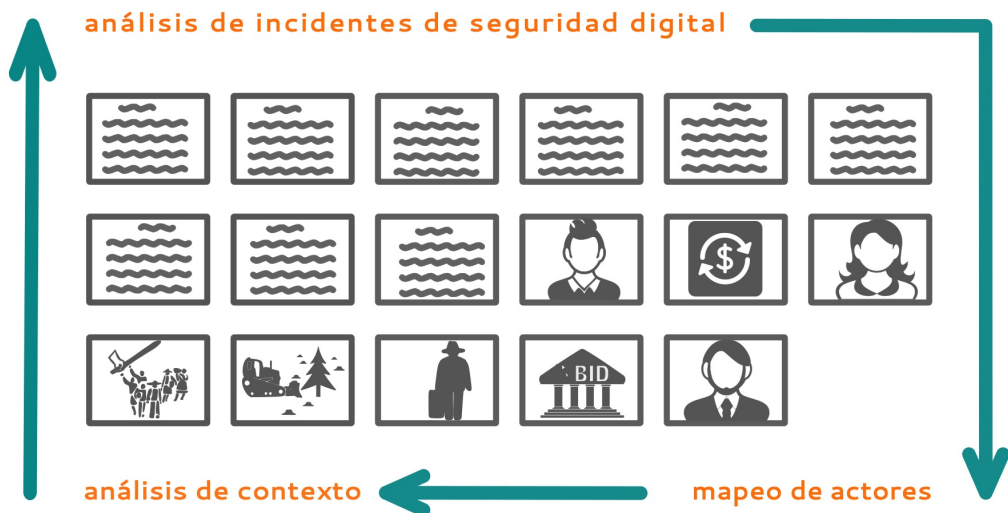 análisis de incidentes de seguridad digital
$
BID
análisis de contexto
mapeo de actores